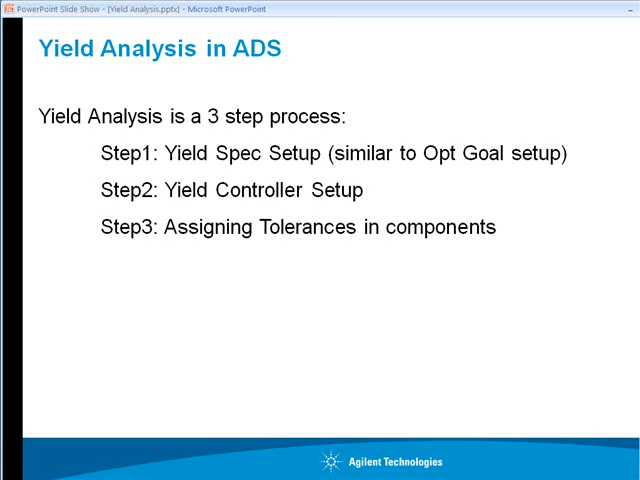 PowerPoint Slide Show - [Yield Analysis.pptx] - Microsoft PowerPoint
Yield Analysis in ADS
Yield Analysis is a 3 step process:
Step1: Yield Spec Setup (similar to Opt Goal setup)
Step2: Yield Controller Setup
Step3: Assigning Tolerances in components
Agilent Technologies